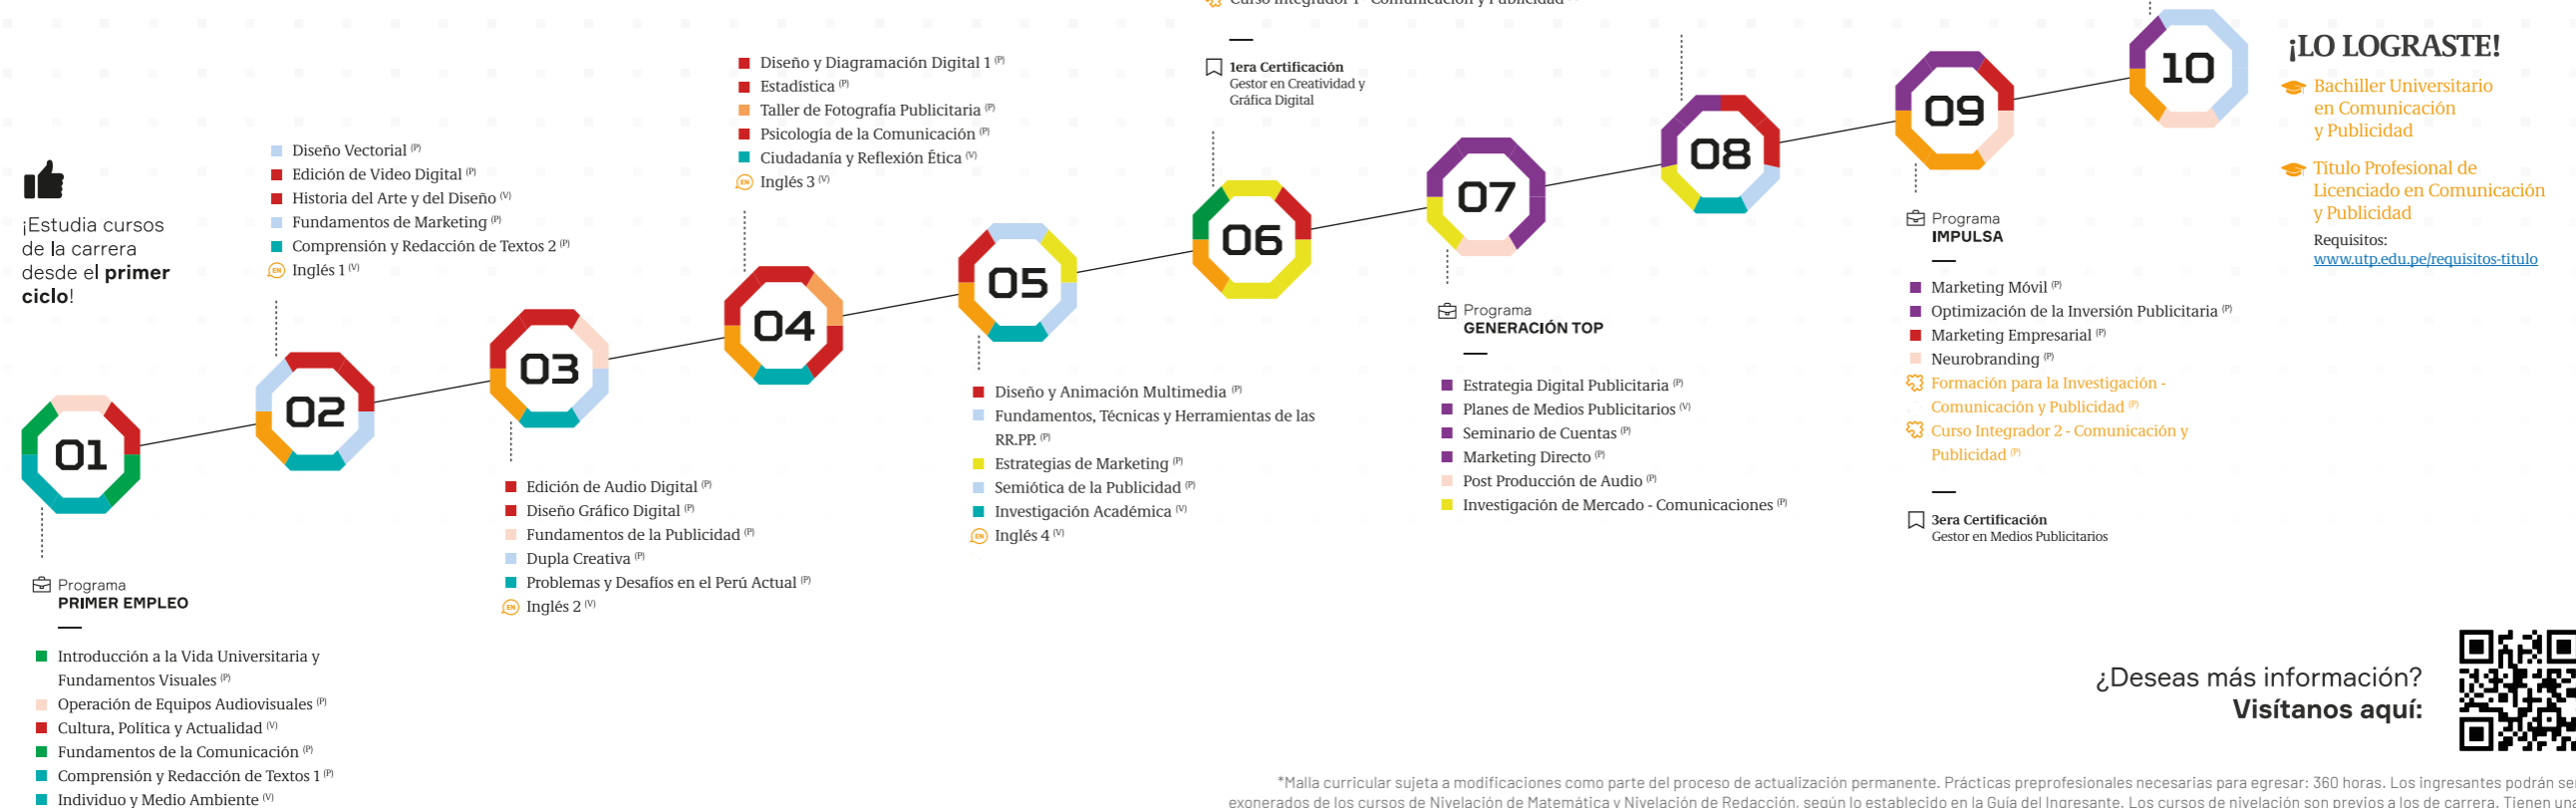 ¡Estudia cursos
de la carrera
desde el primer
ciclo!
01
Programa
PRIMER EMPLEO
Introducción a la Vida Universitaria y
Fundamentos Visuales (P)
Operación de Equipos Audiovisuales (P)
Cultura, Política y Actualidad (V)
Fundamentos de la Comunicación (P)
Comprensión y Redacción de Textos 1 (P)
Individuo y Medio Ambiente (V)
Diseño Vectorial (P)
Edición de Video Digital (P)
Historia del Arte y del Diseño (V)
Fundamentos de Marketing (P)
Comprensión y Redacción de Textos 2 (P)
EN Inglés 1 (V)
02
03
Edición de Audio Digital (P)
Diseño Gráfico Digital (P)
Fundamentos de la Publicidad (P)
Dupla Creativa (P)
Problemas y Desafíos en el Perú Actual (P)
EN Inglés 2 (V)
Diseño y Diagramación Digital 1 (P)
Estadística (P)
Taller de Fotografía Publicitaria (P)
Psicología de la Comunicación (P)
Ciudadanía y Reflexión Ética (V)
EN Inglés 3 (V)
04
05
Diseño y Animación Multimedia (P)
Fundamentos, Técnicas y Herramientas de las
RR.PP. (P)
Estrategias de Marketing (P)
Semiótica de la Publicidad (P)
Investigación Académica (V)
EN Inglés 4 (V)
Curso Integrador 1 - Comunicación y Publicidad
1era Certificación
Gestor en Creatividad y
Gráfica Digital
06
07
Programa
GENERACIÓN TOP
Estrategia Digital Publicitaria (P)
Planes de Medios Publicitarios (V)
Seminario de Cuentas (P)
Marketing Directo (P)
Post Producción de Audio (P)
Investigación de Mercado - Comunicaciones (P)
08
09
Programa
IMPULSA
Marketing Móvil (P)
Optimización de la Inversión Publicitaria (P)
Marketing Empresarial (P)
Neurobranding (P)
Formación para la Investigación -
Comunicación y Publicidad (P)
Curso Integrador 2 - Comunicación y
Publicidad (P)
3era Certificación
Gestor en Medios Publicitarios
10
¡LO LOGRASTE!
Bachiller Universitario
en Comunicación
y Publicidad
Título Profesional de
Licenciado en Comunicación
y Publicidad
Requisitos:
www.utp.edu.pe/requisitos-titulo
¿Deseas más información?
Visítanos aquí:
*Malla curricular sujeta a modificaciones como parte del proceso de actualización permanente. Prácticas preprofesionales necesarias para egresar: 360 horas. Los ingresantes podrán ser
exonerados de los cursos de Nivelación de Matemática y Nivelación de Redacción, según lo establecido en la Guía del Ingresante. Los cursos de nivelación son previos a los de carrera. Tienen